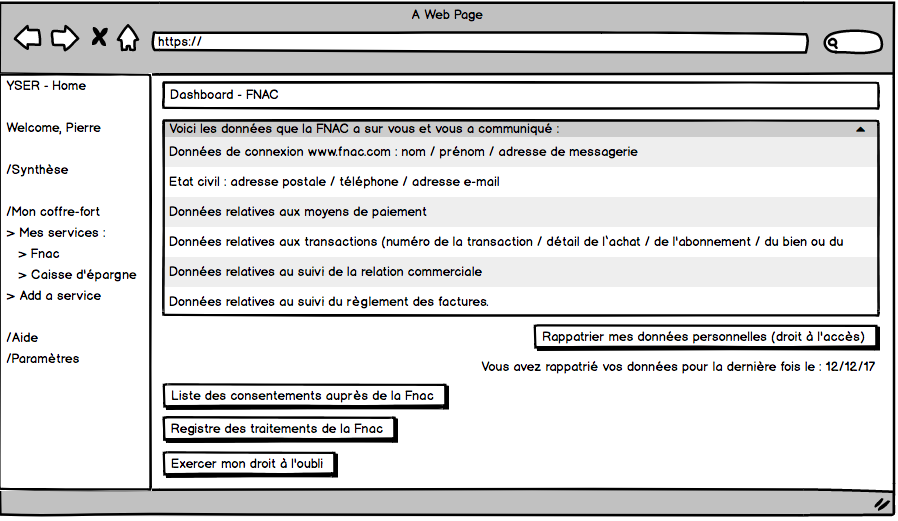 A Web Page
https://
YSER - Home
Welcome, Pierre
/Synthèse
/Mon coffre-fort
> Mes services :
> Fnac
> Caisse d'épargne
> Add a service
/Aide
/Paramètres
Dashboard - FNAC
Voici les données que la FNAC a sur vous et vous a communiqué :
Données de connexion www.fnac.com : nom / prénom / adresse de messagerie
Etat civil : adresse postale / téléphone / adresse e-mail
Données relatives aux moyens de paiement
Données relatives aux transactions (numéro de la transaction / détail de l'achat / de l'abonnement / du bien ou du
Données relatives au suivi de la relation commerciale
Données relatives au suivi du règlement des factures.
Rappatrier mes données personnelles (droit à l'accès)
Vous avez rappatrié vos données pour la dernière fois le : 12/12/17
Liste des consentements auprès de la Fnac
Registre des traitements de la Fnac
Exercer mon droit à l'oubli